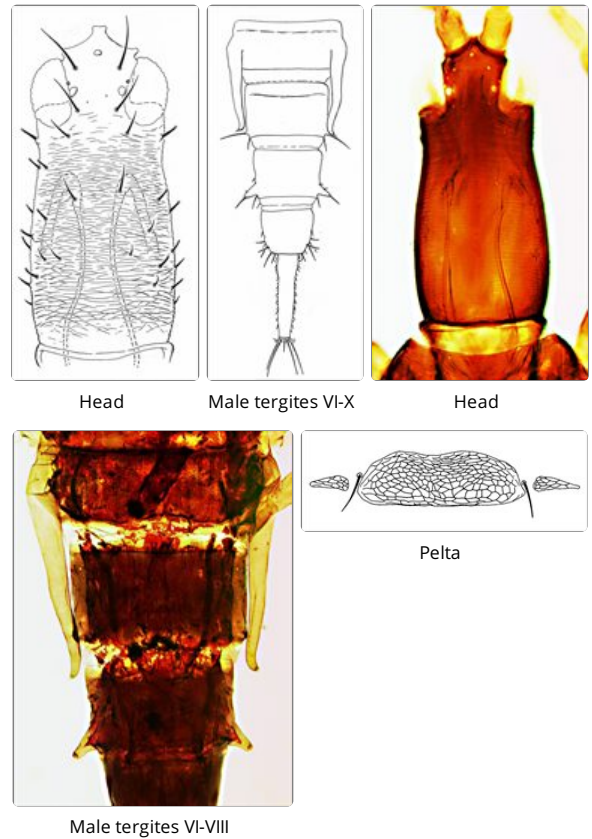 Head
Male tergites VI-X
Head
Pelta
Male tergites VI-VIII